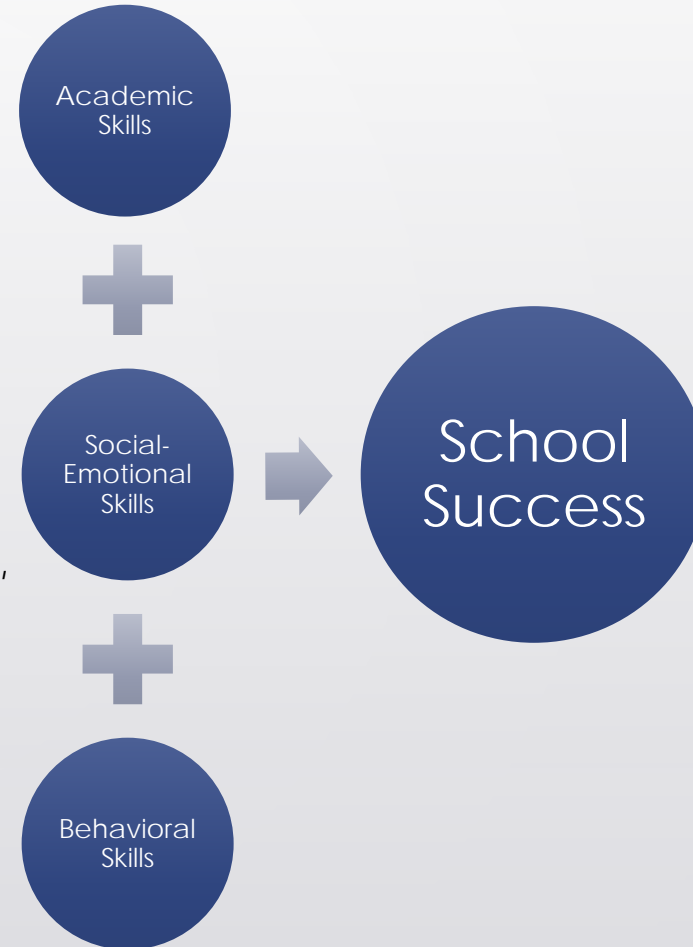 Academic
Skills
Social-
Emotional
Skills
School
Success
Behavioral
Skills